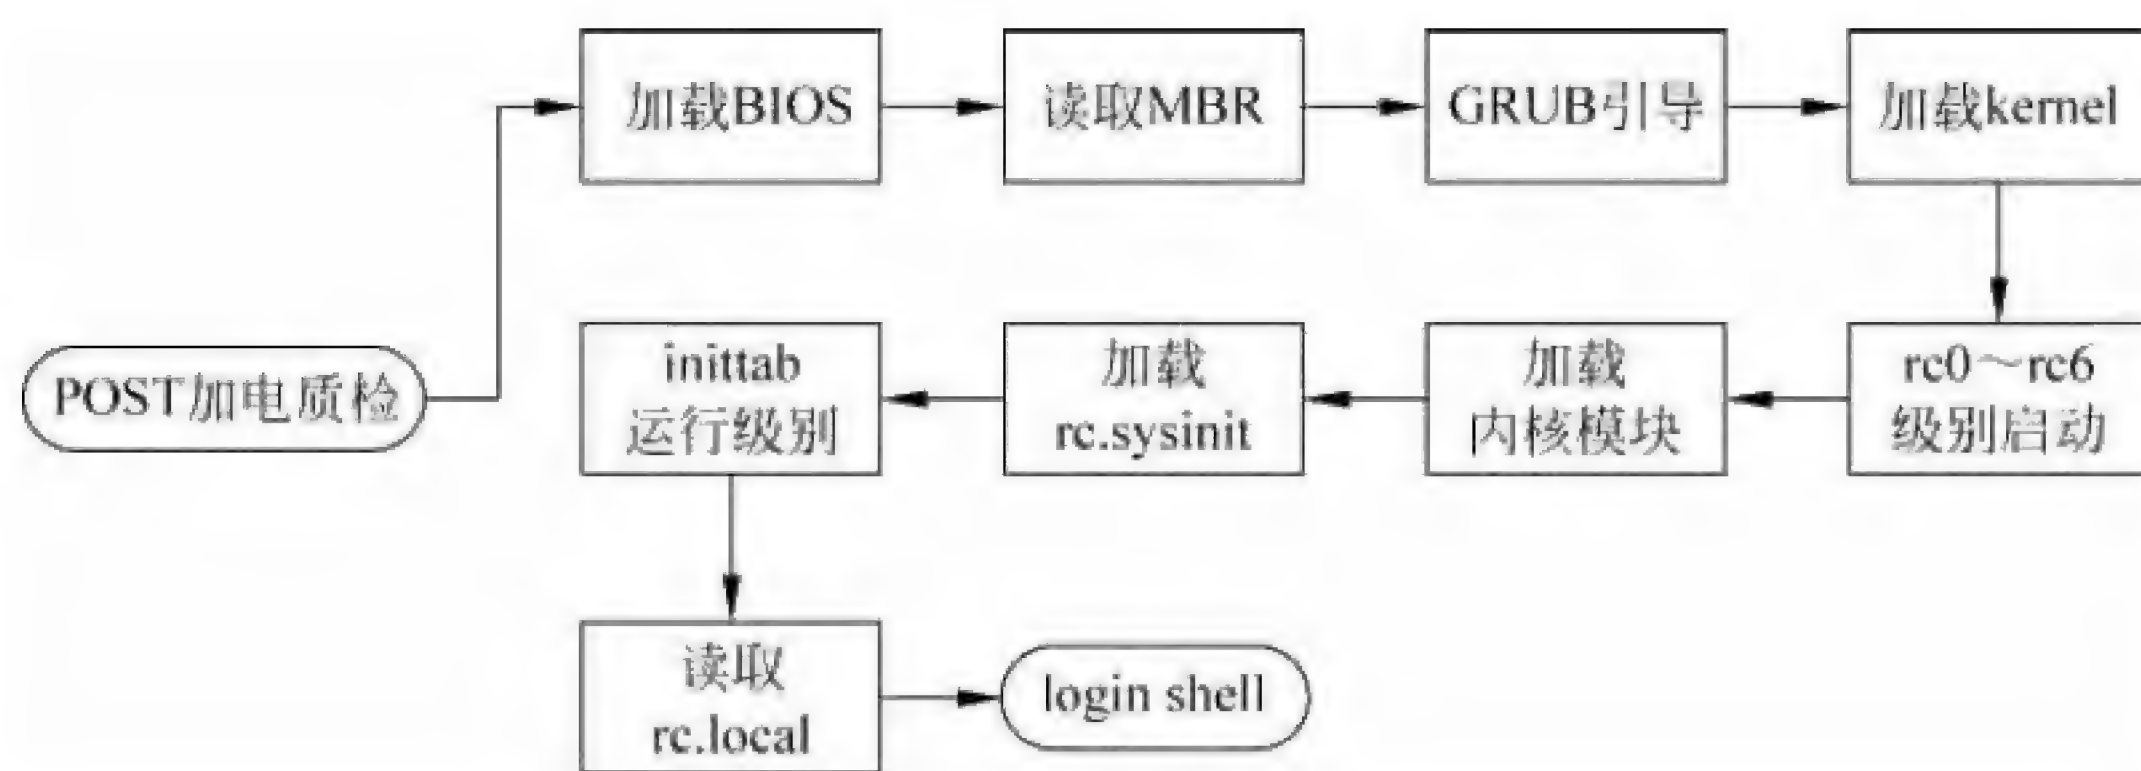 加载BIOS
读取MBR
GRUB引导
加载kernel
POST加电质检
inittab
运行级别
加载
rc.sysinit
加载
内核模块
rc0～rc6
级别启动
读取
rc.local
login shell